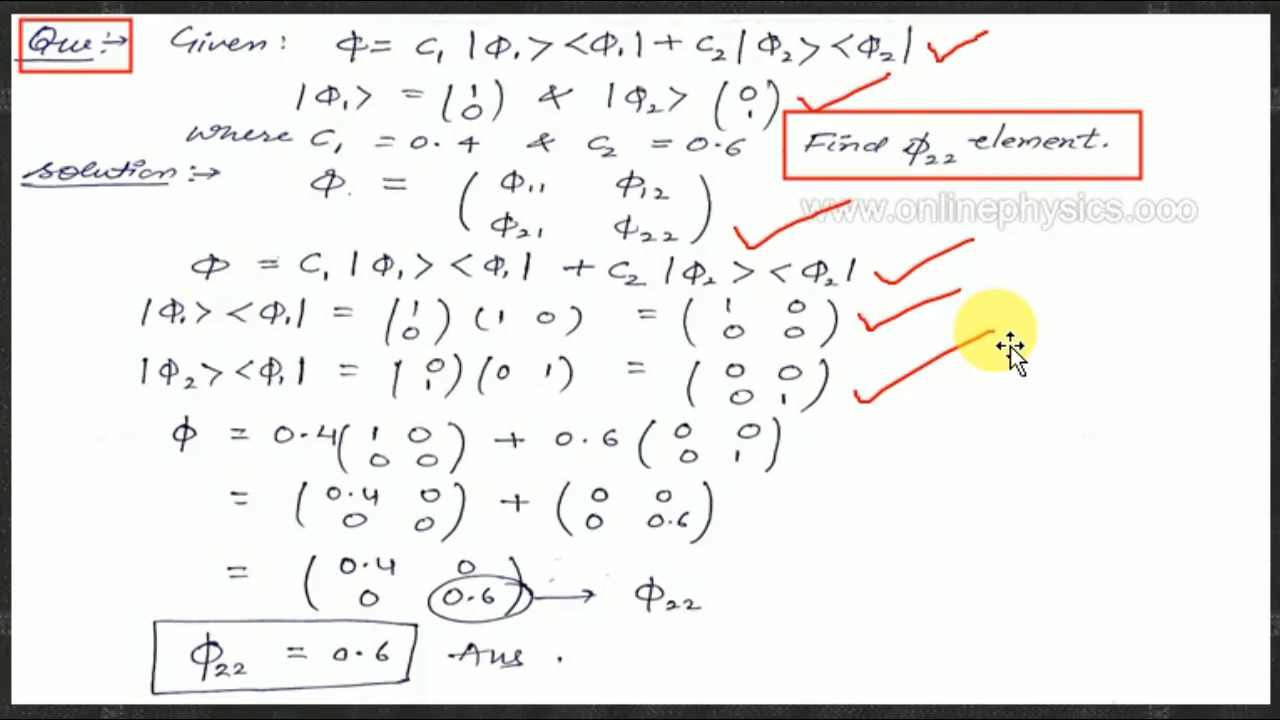 Que:→ Given: ϕ = C₁ |ϕ₁> <ϕ₁| + C₂ | ϕ₂> <ϕ₂|
|ϕ₁> = (1 0) & |ϕ₂> (0 1)
where C₁ = 0.4 & C₂ = 0.6
Find ϕ₂₂ element.
Solution:→ ϕ = (ϕ₁₁ ϕ₁₂
ϕ₂₁ ϕ₂₂)
www.onlinephysics.ooo
ϕ = C₁ |ϕ₁> <ϕ₁| + C₂ |ϕ₂> <ϕ₂|
|ϕ₁> <ϕ₁| = (1 0) (1 0) = (1 0
0 0)
|ϕ₂> <ϕ₁| = (0 1) (0 1) = (0 0
0 1)
ϕ = 0.4 (1 0 + 0.6 (0 0
0 0) 0 1)
= (0.4 0 + (0 0
0 0) 0 0.6)
= (0.4 0
0 0.6) → ϕ₂₂
ϕ₂₂ = 0.6 Ans.